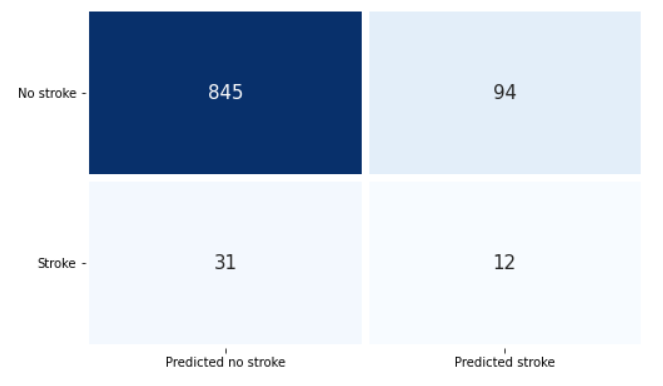 No stroke
845
94
Stroke
31
12
Predicted no stroke
Predicted stroke